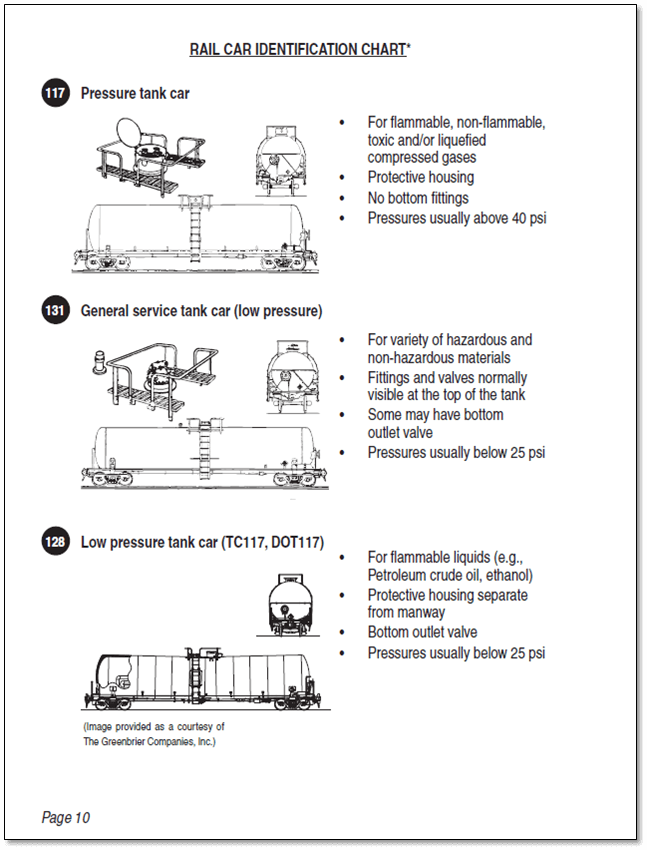 RAIL CAR IDENTIFICATION CHART*
117 Pressure tank car
• For flammable, non-flammable,
toxic and/or liquefied
compressed gases
• Protective housing
• No bottom fittings
• Pressures usually above 40 psi
131 General service tank car (low pressure)
• For variety of hazardous and
non-hazardous materials
• Fittings and valves normally
visible at the top of the tank
• Some may have bottom
outlet valve
• Pressures usually below 25 psi
128 Low pressure tank car (TC117, DOT117)
• For flammable liquids (e.g.,
Petroleum crude oil, ethanol)
• Protective housing separate
from manway
• Bottom outlet valve
• Pressures usually below 25 psi
(Image provided as a courtesy of
The Greenbrier Companies, Inc.)
Page 10